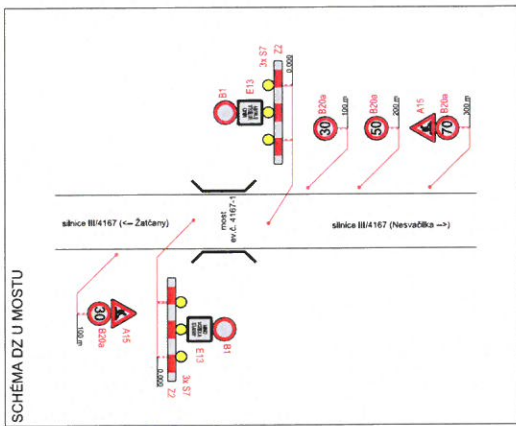 SCHÉMA DZ U MOSTU
B1
E13
3x S7
Z2
0.000
30
B20a
100 m
50
B20a
200 m
A15
70
B20a
300 m
silnice III/4167 (<-- Žatčany)
most
ev.č. 4167-1
silnice III/4167 (Nesvačilka -->)
100 m
30
B20a
A15
0.000
Z2
3x S7
E13
B1